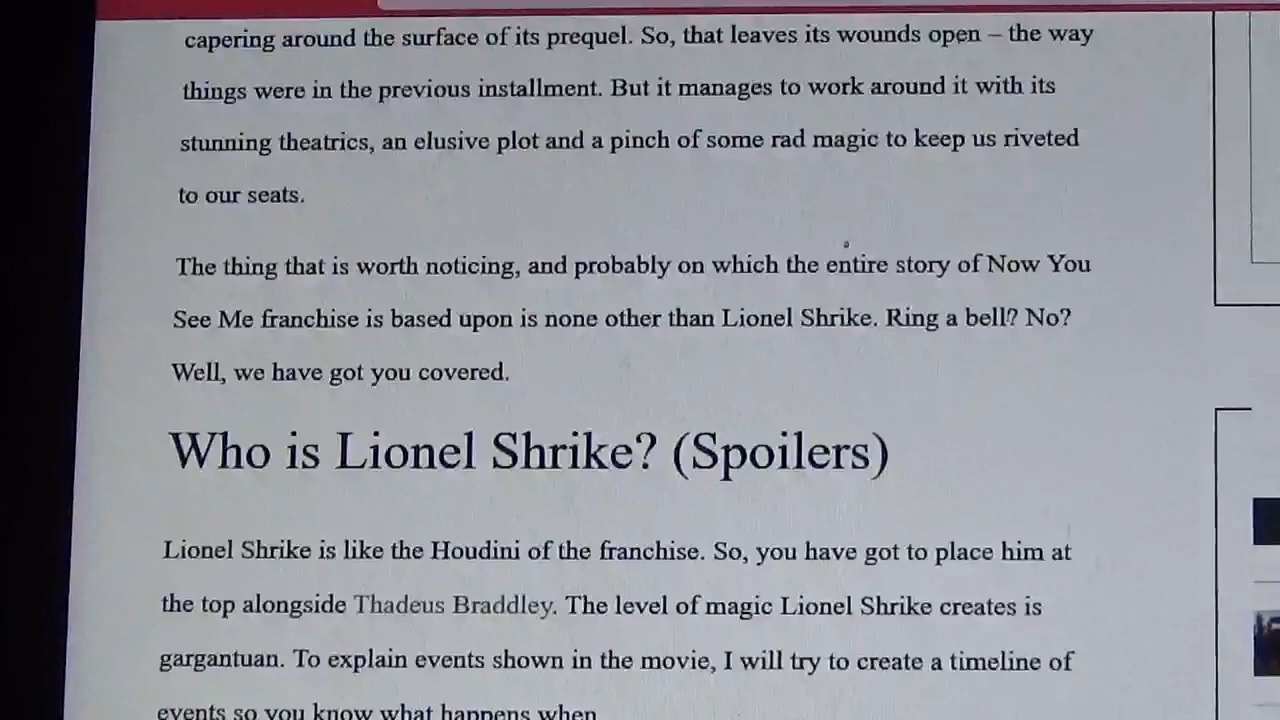 capering around the surface of its prequel. So, that leaves its wounds open – the way
things were in the previous installment. But it manages to work around it with its
stunning theatrics, an elusive plot and a pinch of some rad magic to keep us riveted
to our seats.
The thing that is worth noticing, and probably on which the entire story of Now You
See Me franchise is based upon is none other than Lionel Shrike. Ring a bell? No?
Well, we have got you covered.
Who is Lionel Shrike? (Spoilers)
Lionel Shrike is like the Houdini of the franchise. So, you have got to place him at
the top alongside Thadeus Braddley. The level of magic Lionel Shrike creates is
gargantuan. To explain events shown in the movie, I will try to create a timeline of
events so you know what happens when